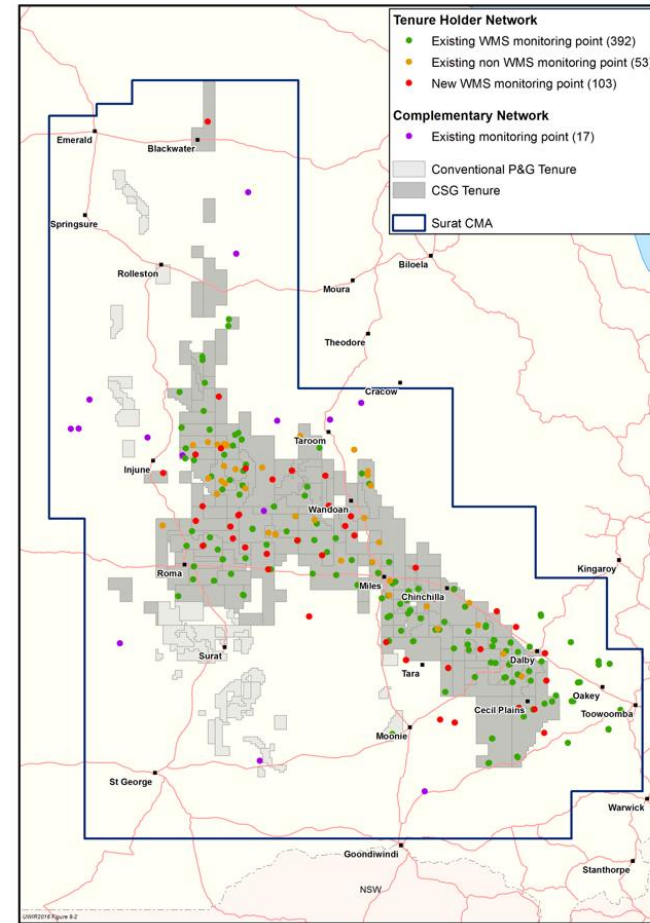 Tenure Holder Network
Existing WMS monitoring point (392)
Existing non WMS monitoring point (53)
New WMS monitoring point (103)
Complementary Network
Existing monitoring point (17)
Conventional P&G Tenure
CSG Tenure
Surat CMA
Emerald
Blackwater
Springsure
Rolleston
Biloela
Moura
Theodore
Cracow
Taroom
Injune
Wandoan
Kingaroy
Roma
Miles
Chinchilla
Surat
Dalby
Tara
Oakey
Cecil Plains
Toowoomba
Moonie
St George
Warwick
Goondiwindi
Stanthorpe
NSW
UWIR2016 Figure 8-2